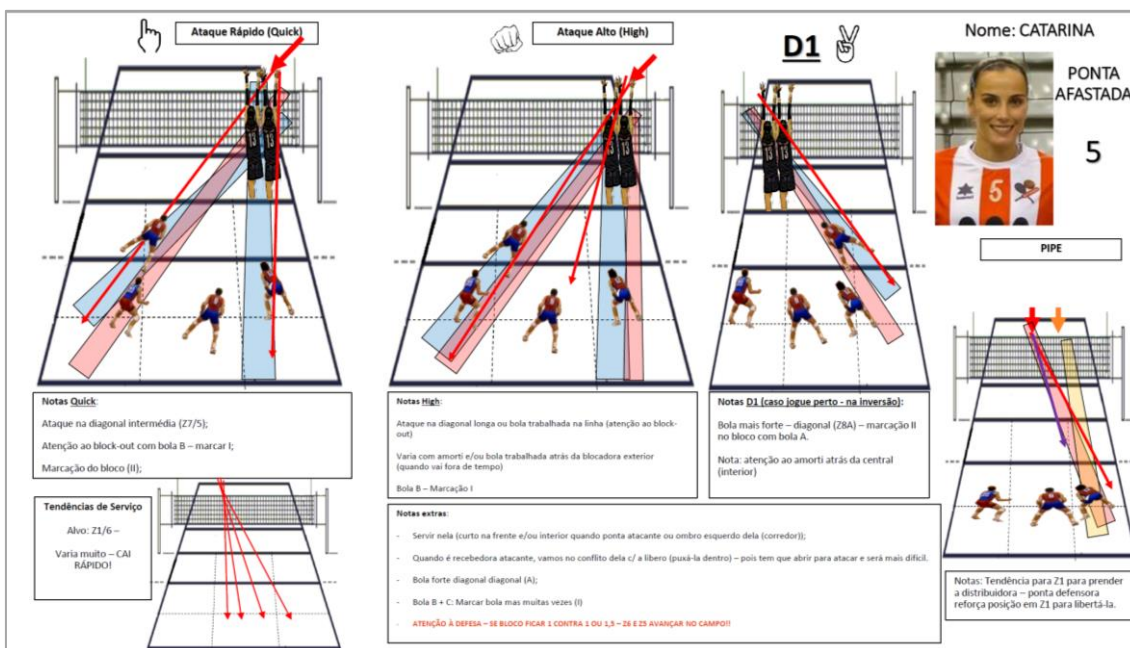 Ataque Rápido (Quick)
Ataque Alto (High)
D1
Nome: CATARINA
PONTA
AFASTADA
5
5
PIPE
13
13
13
13
13
13
Notas Quick:
Ataque na diagonal intermédia (Z7/5);
Atenção ao block-out com bola B – marcar I;
Marcação do bloco (II);
Notas High:
Ataque na diagonal longa ou bola trabalhada na linha (atenção ao block-
out)
Varia com amorti e/ou bola trabalhada atrás da blocadora exterior
(quando vai fora de tempo)
Bola B – Marcação I
Notas D1 (caso jogue perto - na inversão):
Bola mais forte – diagonal (Z8A) – marcação II
no bloco com bola A.
Nota: atenção ao amorti atrás da central
(interior)
Tendências de Serviço
Alvo: Z1/6 –
Varia muito – CAI
RÁPIDO!
Notas extras:
- Servir nela (curto na frente e/ou interior quando ponta atacante ou ombro esquerdo dela (corredor));
- Quando é recebedora atacante, vamos no conflito dela c/ a libero (puxá-la dentro) – pois tem que abrir para atacar e será mais difícil.
- Bola forte diagonal diagonal (A);
- Bola B + C: Marcar bola mas muitas vezes (I)
- ATENÇÃO À DEFESA – SE BLOCO FICAR 1 CONTRA 1 OU 1,5 – Z6 E Z5 AVANÇAR NO CAMPO!!
Notas: Tendência para Z1 para prender
a distribuidora – ponta defensora
reforça posição em Z1 para libertá-la.